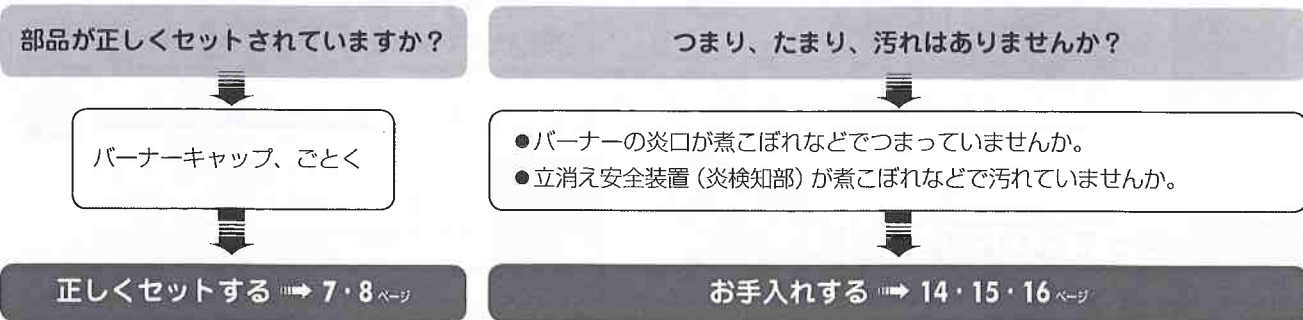 部品が正しくセットされていますか？
バーナーキャップ、ごとく
正しくセットする ➡ 7・8ページ
つまり、たまり、汚れはありませんか？
●バーナーの炎口が煮こぼれなどでつまっていませんか。
●立消え安全装置（炎検知部）が煮こぼれなどで汚れていませんか。
お手入れする ➡ 14・15・16ページ